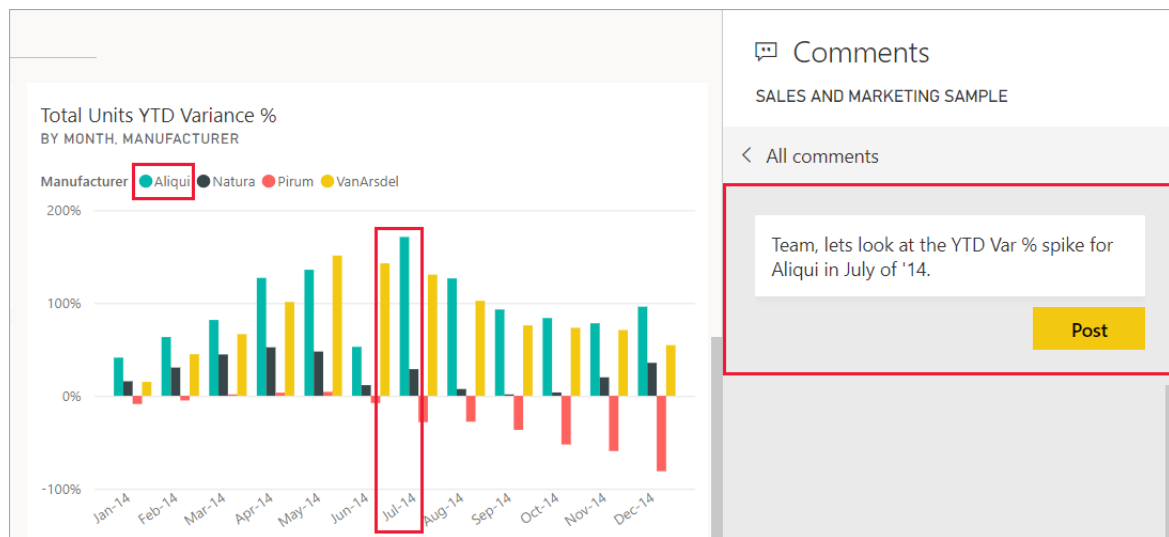 Comments
SALES AND MARKETING SAMPLE
All comments
Total Units YTD Variance %
BY MONTH, MANUFACTURER
Manufacturer Aliqui Natura Pirum VanArsdel
200%
100%
0%
-100%
Jan-14 Feb-14 Mar-14 Apr-14 May-14 Jun-14 Jul-14 Aug-14 Sep-14 Oct-14 Nov-14 Dec-14
Team, lets look at the YTD Var % spike for
Aliqui in July of '14.
Post